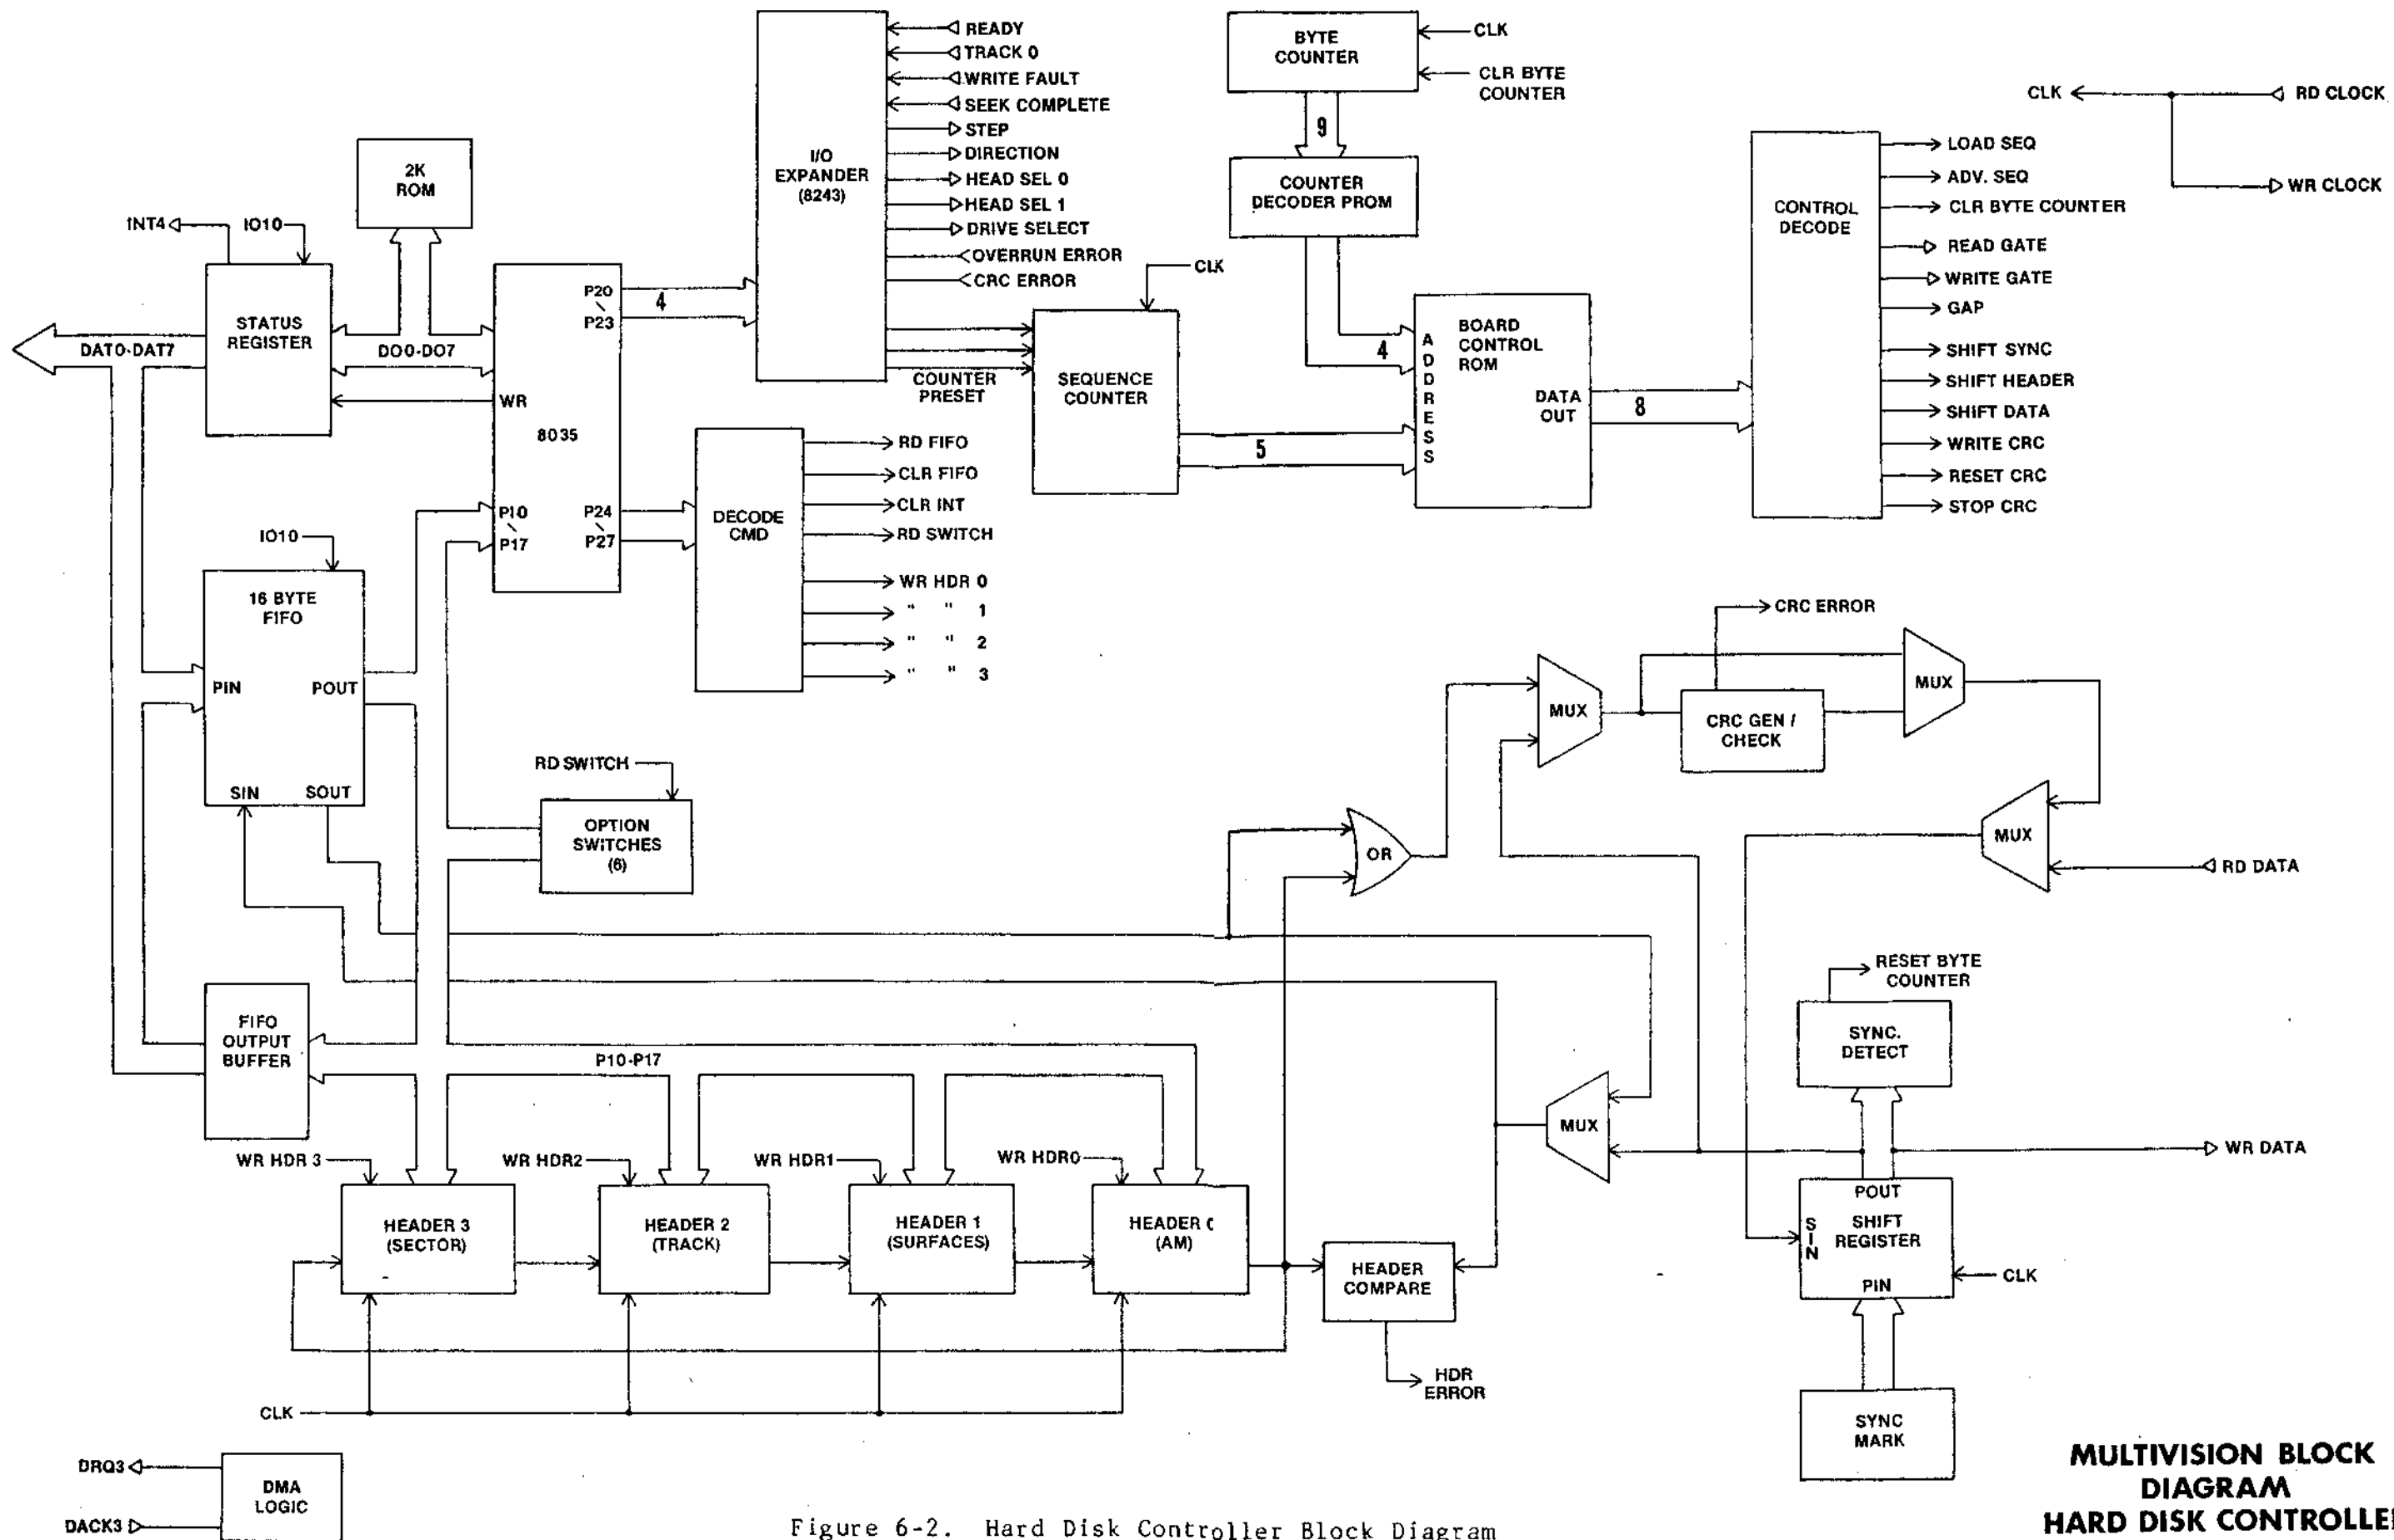 READY
TRACK 0
WRITE FAULT
SEEK COMPLETE
STEP
DIRECTION
HEAD SEL 0
HEAD SEL 1
DRIVE SELECT
OVERRUN ERROR
CRC ERROR
I/O
EXPANDER
(8243)
COUNTER
PRESET
BYTE
COUNTER
CLK
CLR BYTE
COUNTER
9
COUNTER
DECODER PROM
CLK
RD CLOCK
WR CLOCK
2K
ROM
INT4
IO10
STATUS
REGISTER
DAT0-DAT7
DO0-DO7
P20
P23
4
WR
8035
P10
P17
P24
P27
DECODE
CMD
RD FIFO
CLR FIFO
CLR INT
RD SWITCH
WR HDR 0
" " 1
" " 2
" " 3
CLK
SEQUENCE
COUNTER
5
4
ADDRESS
BOARD
CONTROL
ROM
DATA
OUT
8
CONTROL
DECODE
LOAD SEQ
ADV. SEQ
CLR BYTE COUNTER
READ GATE
WRITE GATE
GAP
SHIFT SYNC
SHIFT HEADER
SHIFT DATA
WRITE CRC
RESET CRC
STOP CRC
IO10
16 BYTE
FIFO
PIN
POUT
SIN
SOUT
RD SWITCH
OPTION
SWITCHES
(6)
CRC ERROR
MUX
CRC GEN /
CHECK
MUX
OR
MUX
RD DATA
FIFO
OUTPUT
BUFFER
P10-P17
RESET BYTE
COUNTER
SYNC.
DETECT
MUX
WR DATA
WR HDR 3
WR HDR2
WR HDR1
WR HDR0
HEADER 3
(SECTOR)
HEADER 2
(TRACK)
HEADER 1
(SURFACES)
HEADER
(AM)
HEADER
COMPARE
HDR
ERROR
CLK
POUT
SIN
SHIFT
REGISTER
PIN
CLK
SYNC
MARK
DRQ3
DACK3
DMA
LOGIC
Figure 6-2. Hard Disk Controller Block Diagram
MULTIVISION BLOCK
DIAGRAM
HARD DISK CONTROLLE